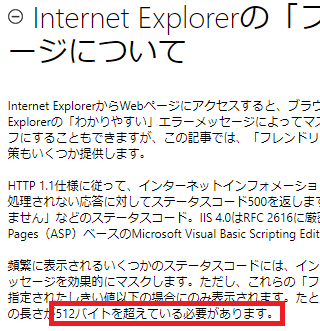 Internet Explorerの「フ
ージについて
Internet ExplorerからWebページにアクセスすると、ブラウ
Explorerの「わかりやすい」エラーメッセージによってマス
フにすることもできますが、この記事では、「フレンドリ
策もいくつか提供します。
HTTP 1.1仕様に従って、インターネットインフォメーショ
処理されない応答に対してステータスコード500を返します
ません」などのステータスコード。IIS 4.0はRFC 2616に厳
Pages（ASP）ベースのMicrosoft Visual Basic Scripting Edit
頻繁に表示されるいくつかのステータスコードには、イン
ッセージを効果的にマスクします。ただし、これらの「フ
指定されたしきい値以下の場合にのみ表示されます。たと
の長さが512バイトを超えている必要があります。